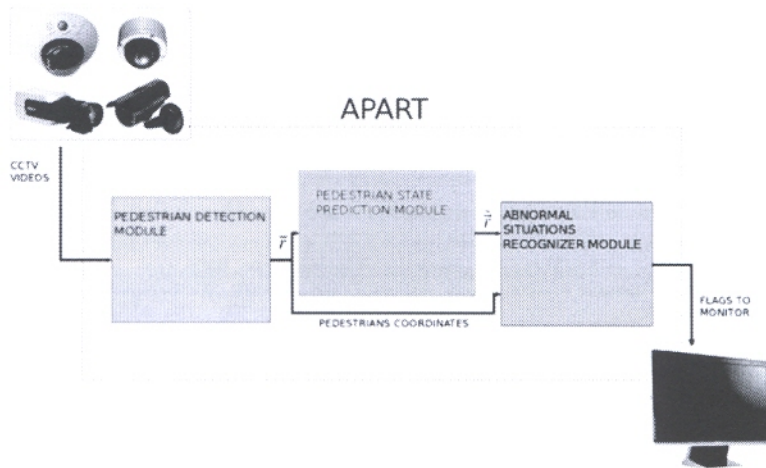 APART
CCTV
VIDEOS
PEDESTRIAN DETECTION
MODULE
PEDESTRIAN STATE
PREDICTION MODULE
ABNORMAL
SITUATIONS
RECOGNIZER MODULE
r̄
r̄̂
PEDESTRIANS COORDINATES
FLAGS TO
MONITOR